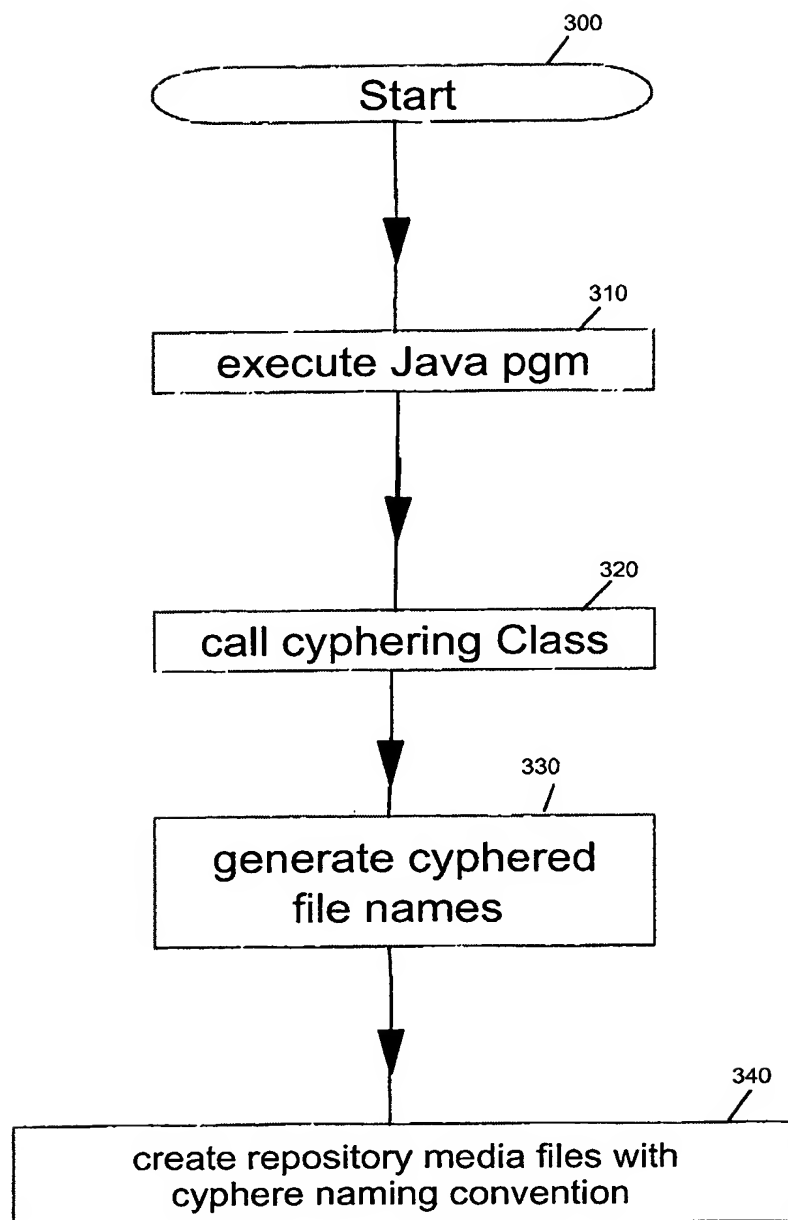 300
Start
310
execute Java pgm
320
call cyphering Class
330
generate cyphered
file names
340
create repository media files with
cyphere naming convention